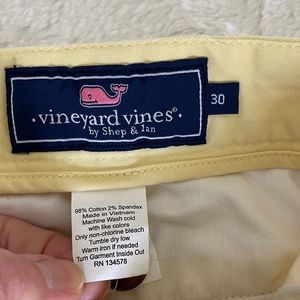 vineyard vines®
by Shep & Ian
30
98% Cotton 2% Spandex
Made in Vietnam
Machine Wash cold
with like colors
Only non-chlorine bleach
Tumble dry low
Warm iron if needed
Turn Garment Inside Out
RN 134578